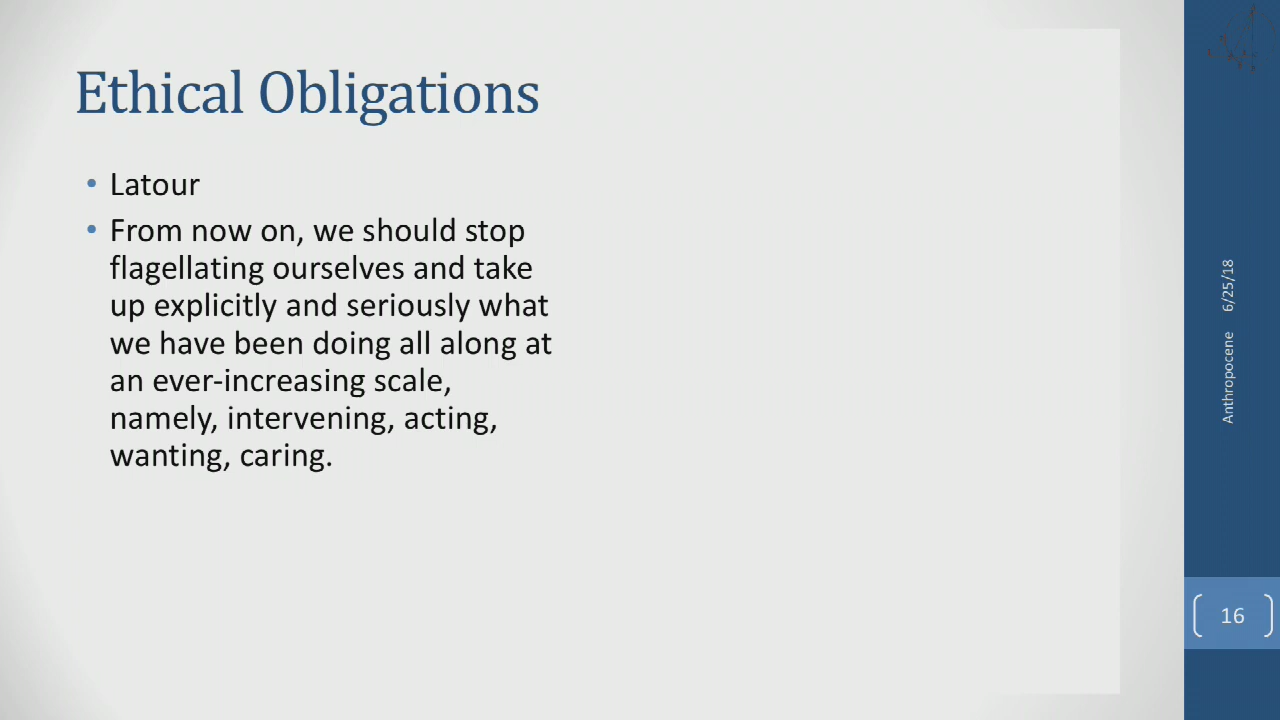 Ethical Obligations
• Latour
• From now on, we should stop
flagellating ourselves and take
up explicitly and seriously what
we have been doing all along at
an ever-increasing scale,
namely, intervening, acting,
wanting, caring.
Anthropocene 6/25/18
16